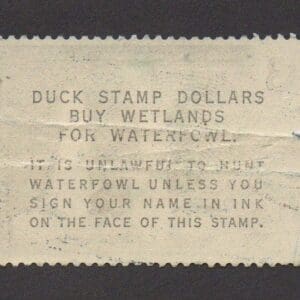 DUCK STAMP DOLLARS
BUY WETLANDS
FOR WATERFOWL.
IT IS UNLAWFUL TO HUNT
WATERFOWL UNLESS YOU
SIGN YOUR NAME IN INK
ON THE FACE OF THIS STAMP.